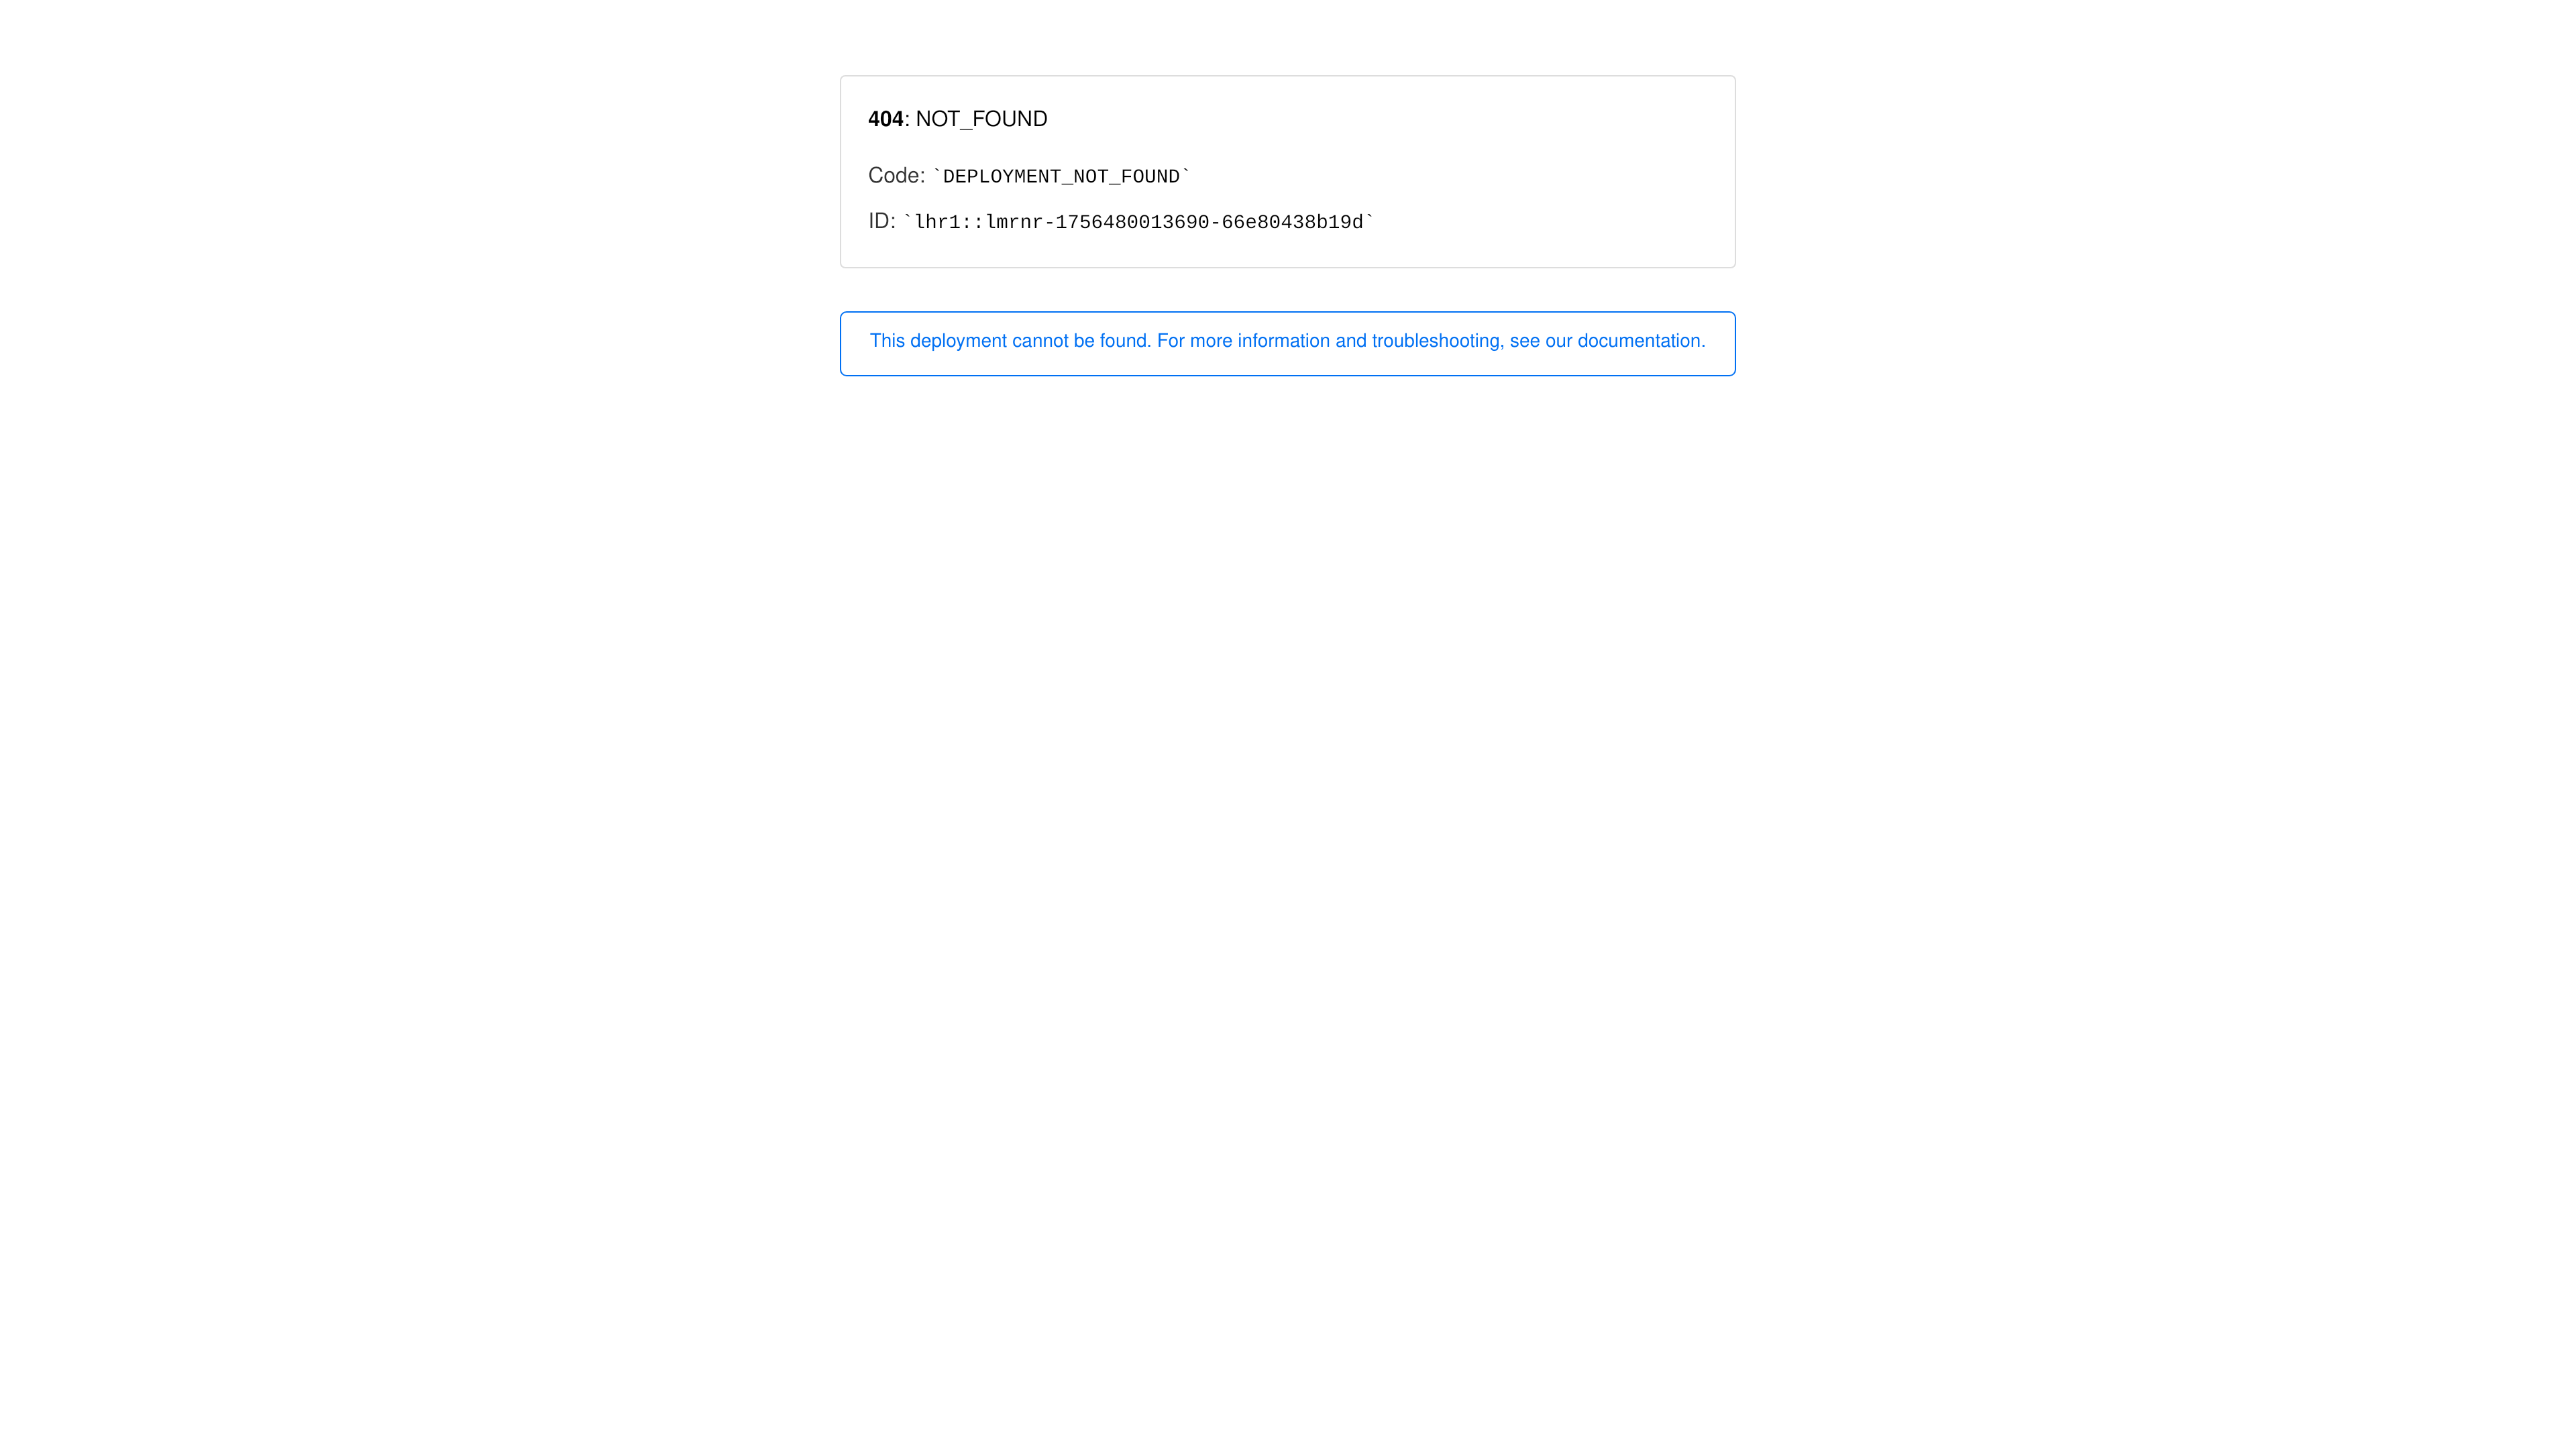 404: NOT_FOUND
Code: `DEPLOYMENT_NOT_FOUND`
ID: `lhr1::lmrnr-1756480013690-66e80438b19d`
This deployment cannot be found. For more information and troubleshooting, see our documentation.